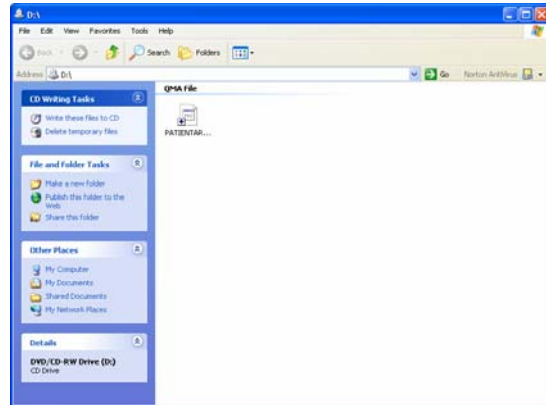 D:\
File Edit View Favorites Tools Help
Back Search Folders
Address D:\ Go Norton AntiVirus
CD Writing Tasks
Write these files to CD
Delete temporary files
File and Folder Tasks
Make a new folder
Publish this folder to the
Web
Share this folder
Other Places
My Computer
My Documents
Shared Documents
My Network Places
Details
DVD/CD-RW Drive (D:)
CD Drive
QMA File
PATIENTAR...